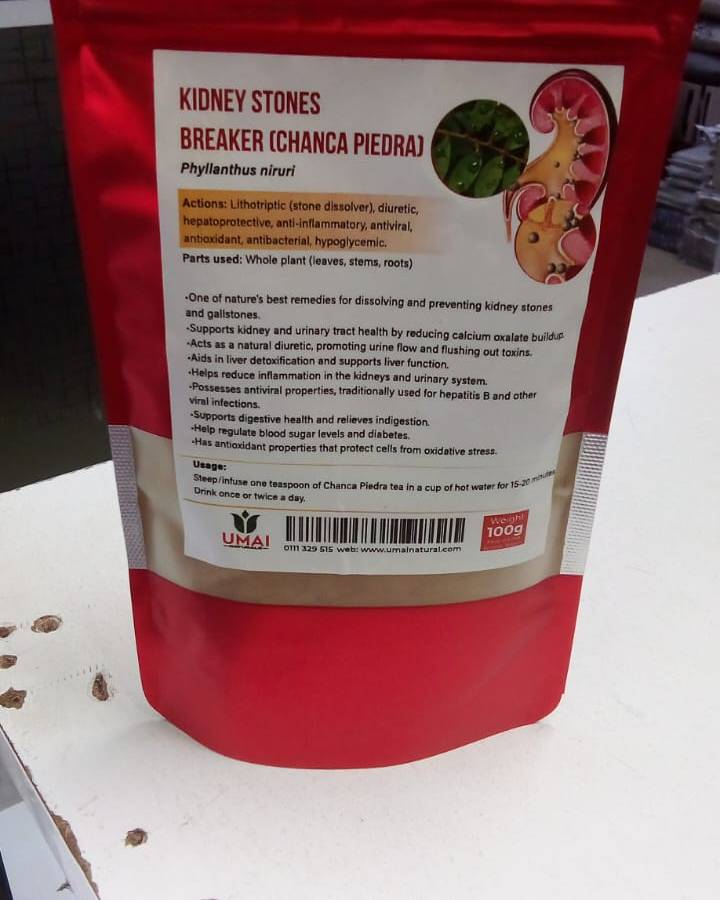 KIDNEY STONES
BREAKER (CHANCA PIEDRA)
Phyllanthus niruri
Actions: Lithotriptic (stone dissolver), diuretic,
hepatoprotective, anti-inflammatory, antiviral,
antioxidant, antibacterial, hypoglycemic.
Parts used: Whole plant (leaves, stems, roots)
•One of nature's best remedies for dissolving and preventing kidney stones
and gallstones.
•Supports kidney and urinary tract health by reducing calcium oxalate buildup.
•Acts as a natural diuretic, promoting urine flow and flushing out toxins.
•Aids in liver detoxification and supports liver function.
•Helps reduce inflammation in the kidneys and urinary system.
•Possesses antiviral properties, traditionally used for hepatitis B and other
viral infections.
•Supports digestive health and relieves indigestion.
•Help regulate blood sugar levels and diabetes.
•Has antioxidant properties that protect cells from oxidative stress.
Usage:
Steep/infuse one teaspoon of Chanca Piedra tea in a cup of hot water for 15-20 minutes
Drink once or twice a day.
UMAI
0111 329 515 web: www.umainatural.com
Weight
100g